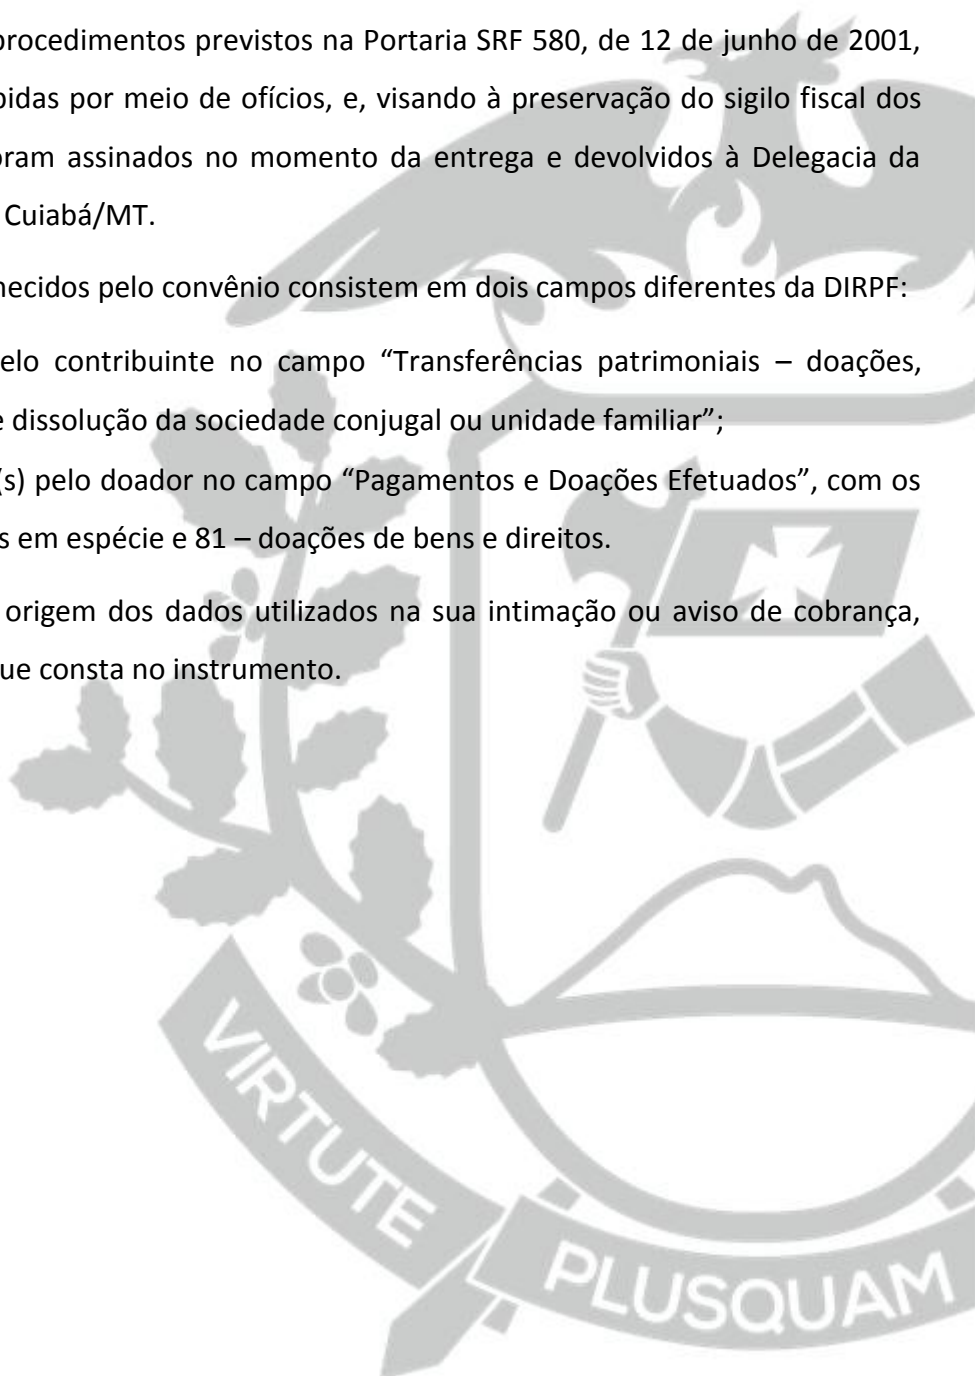 procedimentos previstos na Portaria SRF 580, de 12 de junho de 2001,
bidas por meio de ofícios, e, visando à preservação do sigilo fiscal dos
oram assinados no momento da entrega e devolvidos à Delegacia da
Cuiabá/MT.
necidos pelo convênio consistem em dois campos diferentes da DIRPF:
elo contribuinte no campo “Transferências patrimoniais – doações,
e dissolução da sociedade conjugal ou unidade familiar”;
(s) pelo doador no campo “Pagamentos e Doações Efetuados”, com os
s em espécie e 81 – doações de bens e direitos.
origem dos dados utilizados na sua intimação ou aviso de cobrança,
ue consta no instrumento.
VIRTUTE
PLUSQUAM